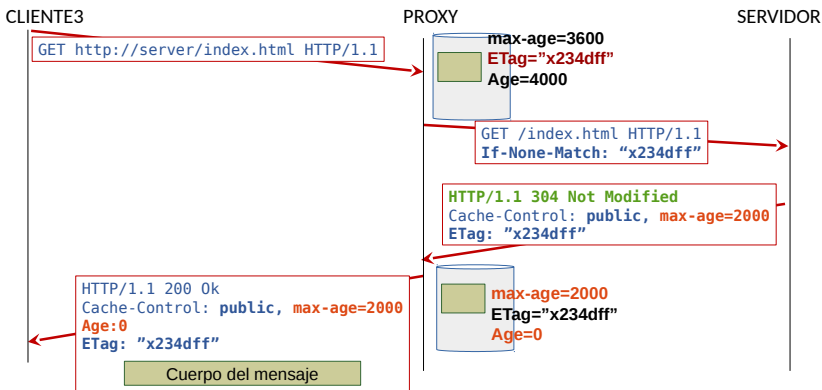 CLIENTE3
PROXY
SERVIDOR
GET http://server/index.html HTTP/1.1
max-age=3600
ETag=”x234dff”
Age=4000
GET /index.html HTTP/1.1
If-None-Match: “x234dff”
HTTP/1.1 304 Not Modified
Cache-Control: public, max-age=2000
ETag: ”x234dff”
HTTP/1.1 200 Ok
Cache-Control: public, max-age=2000
Age:0
ETag: ”x234dff”
Cuerpo del mensaje
max-age=2000
ETag=”x234dff”
Age=0